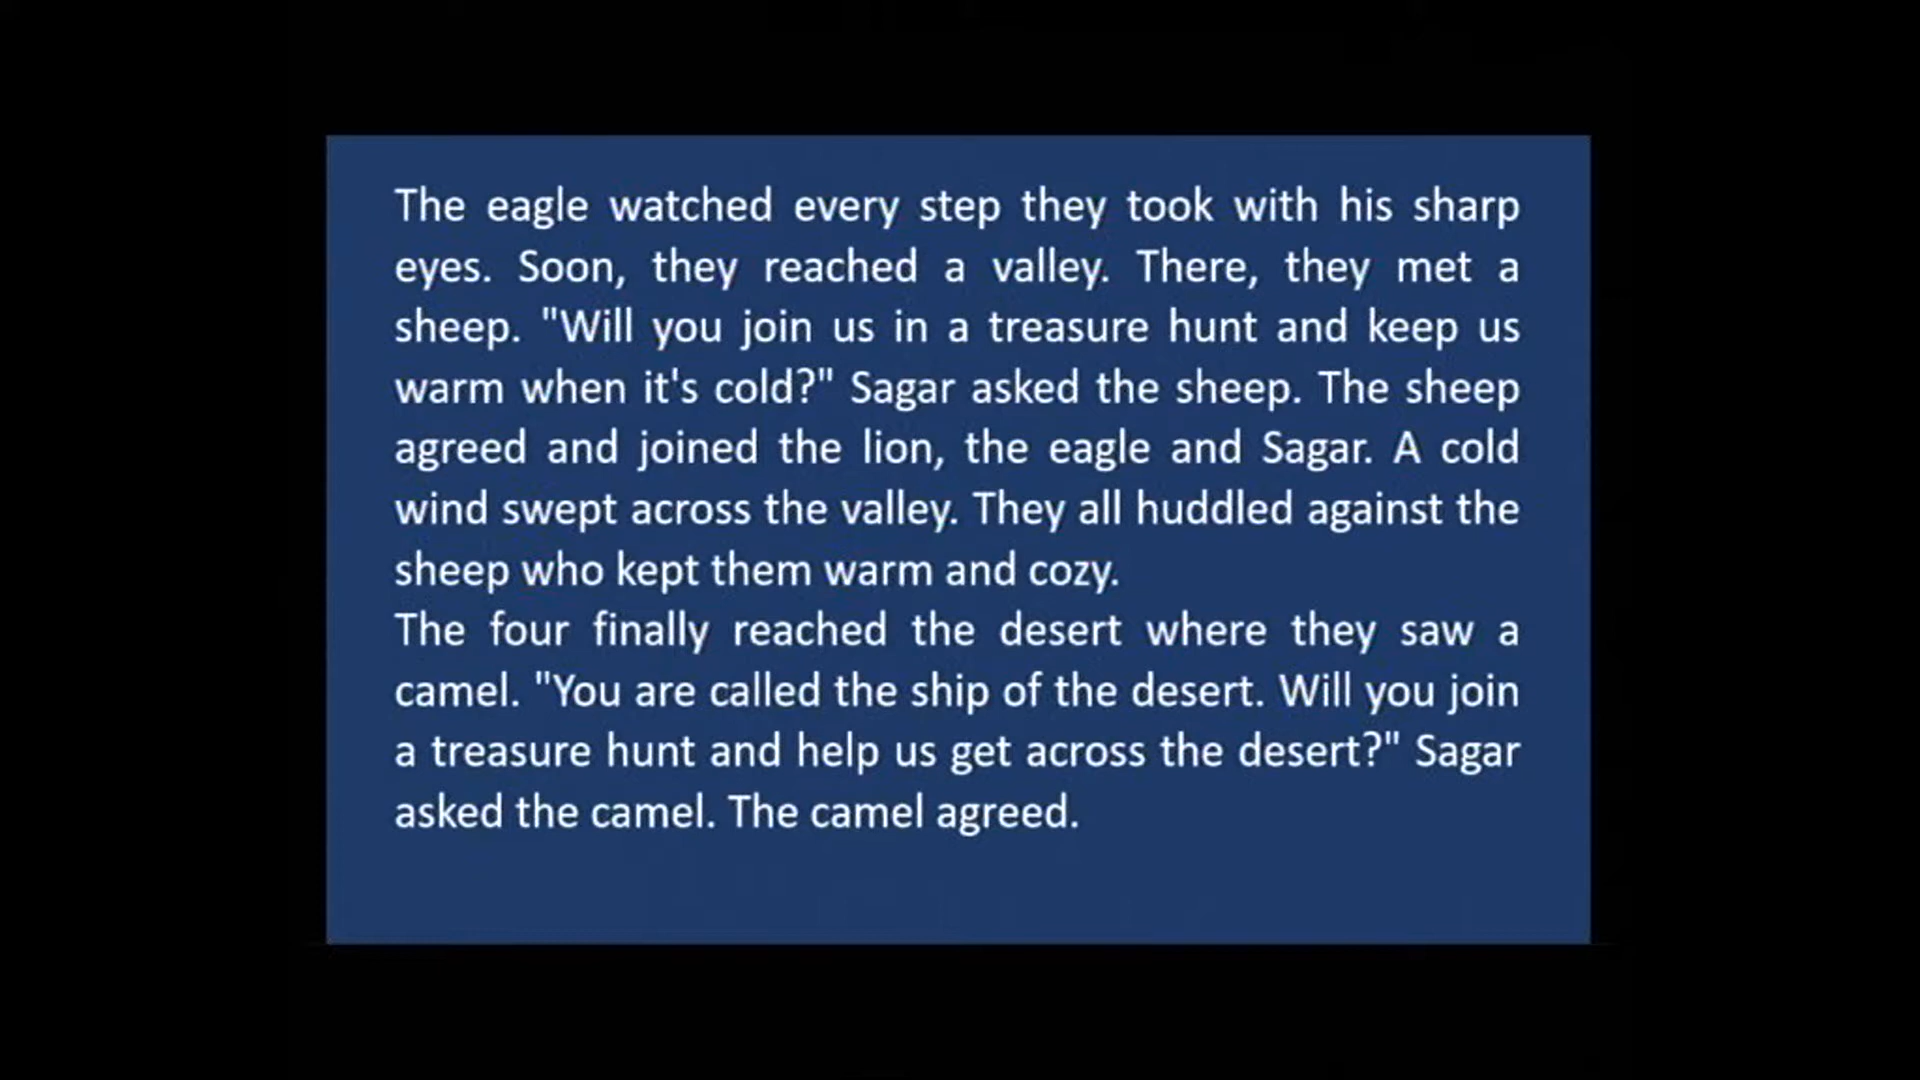 The eagle watched every step they took with his sharp
eyes. Soon, they reached a valley. There, they met a
sheep. "Will you join us in a treasure hunt and keep us
warm when it's cold?" Sagar asked the sheep. The sheep
agreed and joined the lion, the eagle and Sagar. A cold
wind swept across the valley. They all huddled against the
sheep who kept them warm and cozy.
The four finally reached the desert where they saw a
camel. "You are called the ship of the desert. Will you join
a treasure hunt and help us get across the desert?" Sagar
asked the camel. The camel agreed.